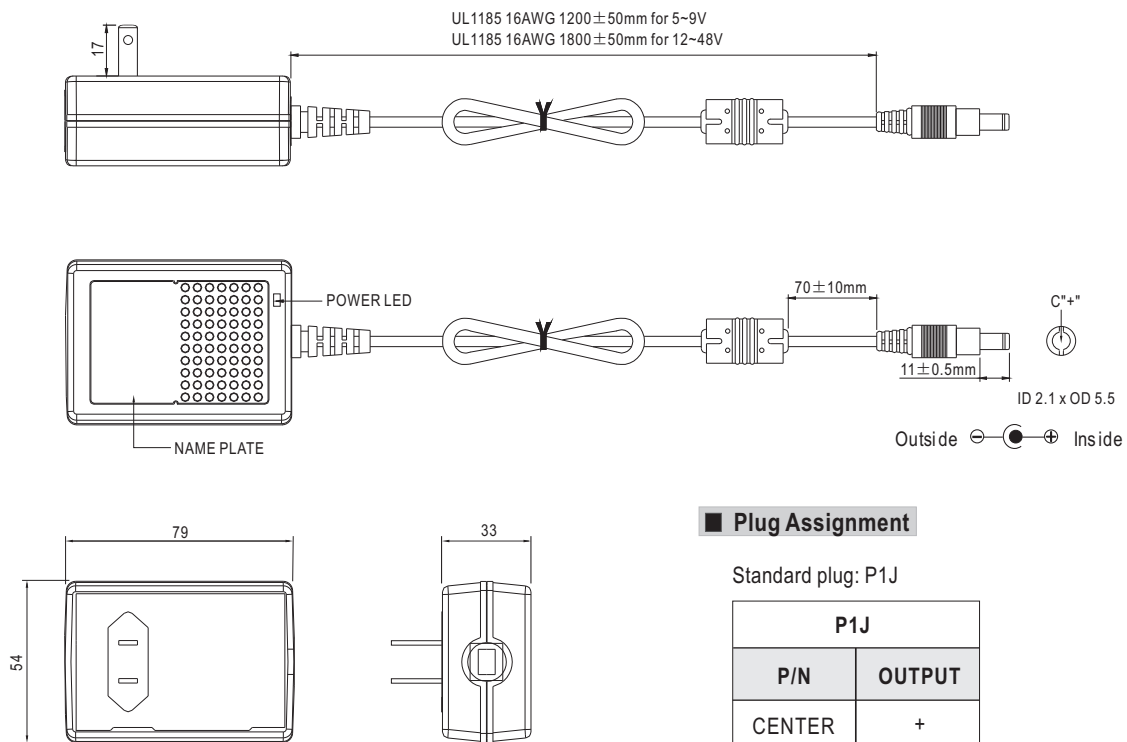 UL1185 16AWG 1200±50mm for 5~9V
UL1185 16AWG 1800±50mm for 12~48V
17
POWER LED
70±10mm
C"+"
11±0.5mm
ID 2.1 x OD 5.5
NAME PLATE
Outside Inside
■ Plug Assignment
79
33
Standard plug: P1J
P1J
54
P/N OUTPUT
CENTER +